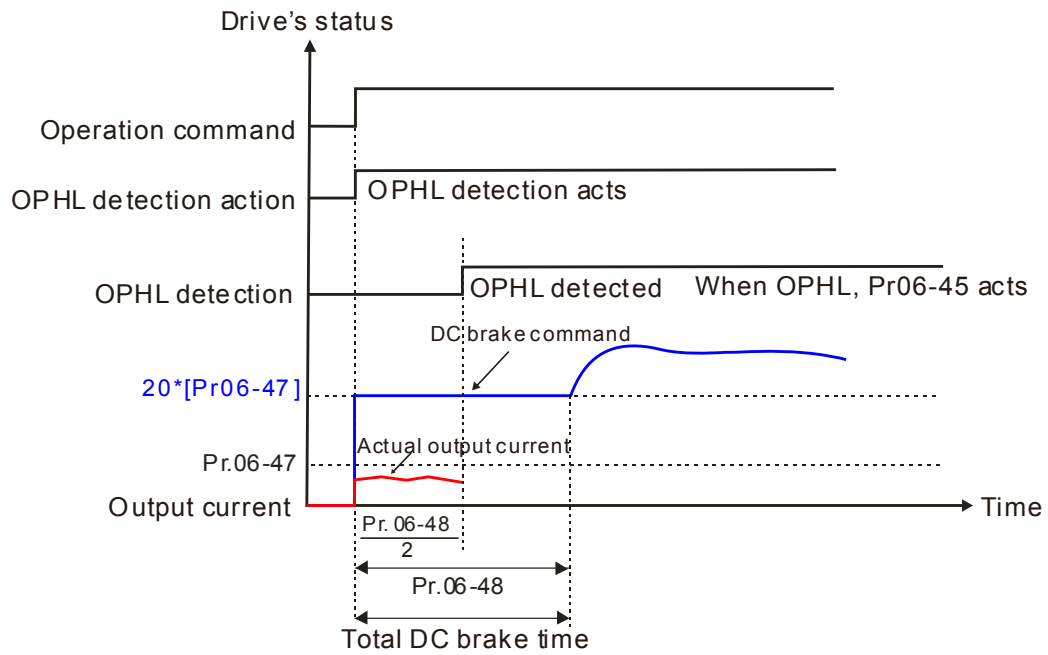 Drive's status
Operation command
OPHL detection action
OPHL detection acts
OPHL detection
OPHL detected
When OPHL, Pr06-45 acts
DC brake command
20*[Pr06-47]
Actual output current
Pr.06-47
Output current
Time
Pr. 06-48
2
Pr.06-48
Total DC brake time